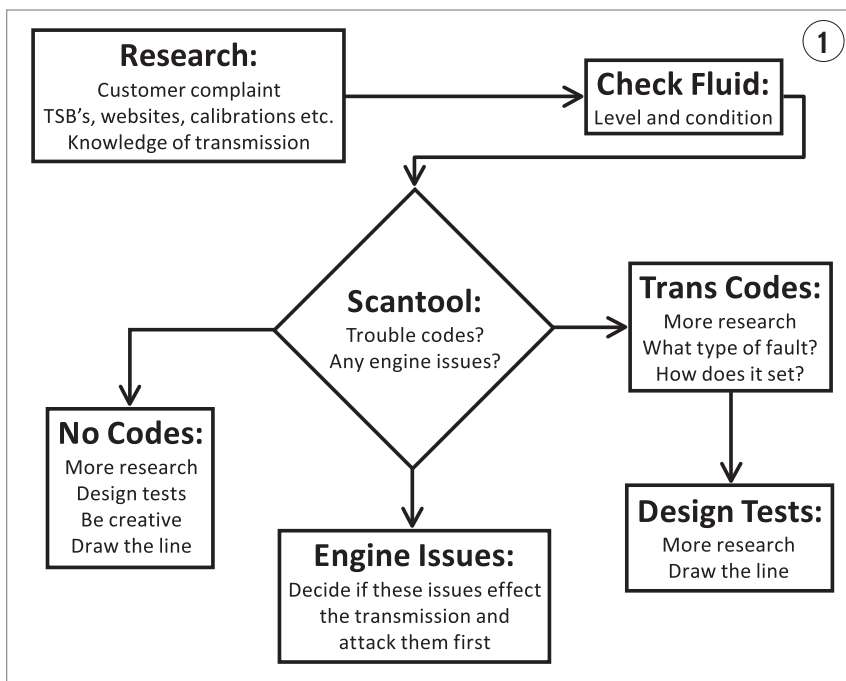 1
Research:
Customer complaint
TSB's, websites, calibrations etc.
Knowledge of transmission
Check Fluid:
Level and condition
Scantool:
Trouble codes?
Any engine issues?
Trans Codes:
More research
What type of fault?
How does it set?
No Codes:
More research
Design tests
Be creative
Draw the line
Engine Issues:
Decide if these issues effect
the transmission and
attack them first
Design Tests:
More research
Draw the line